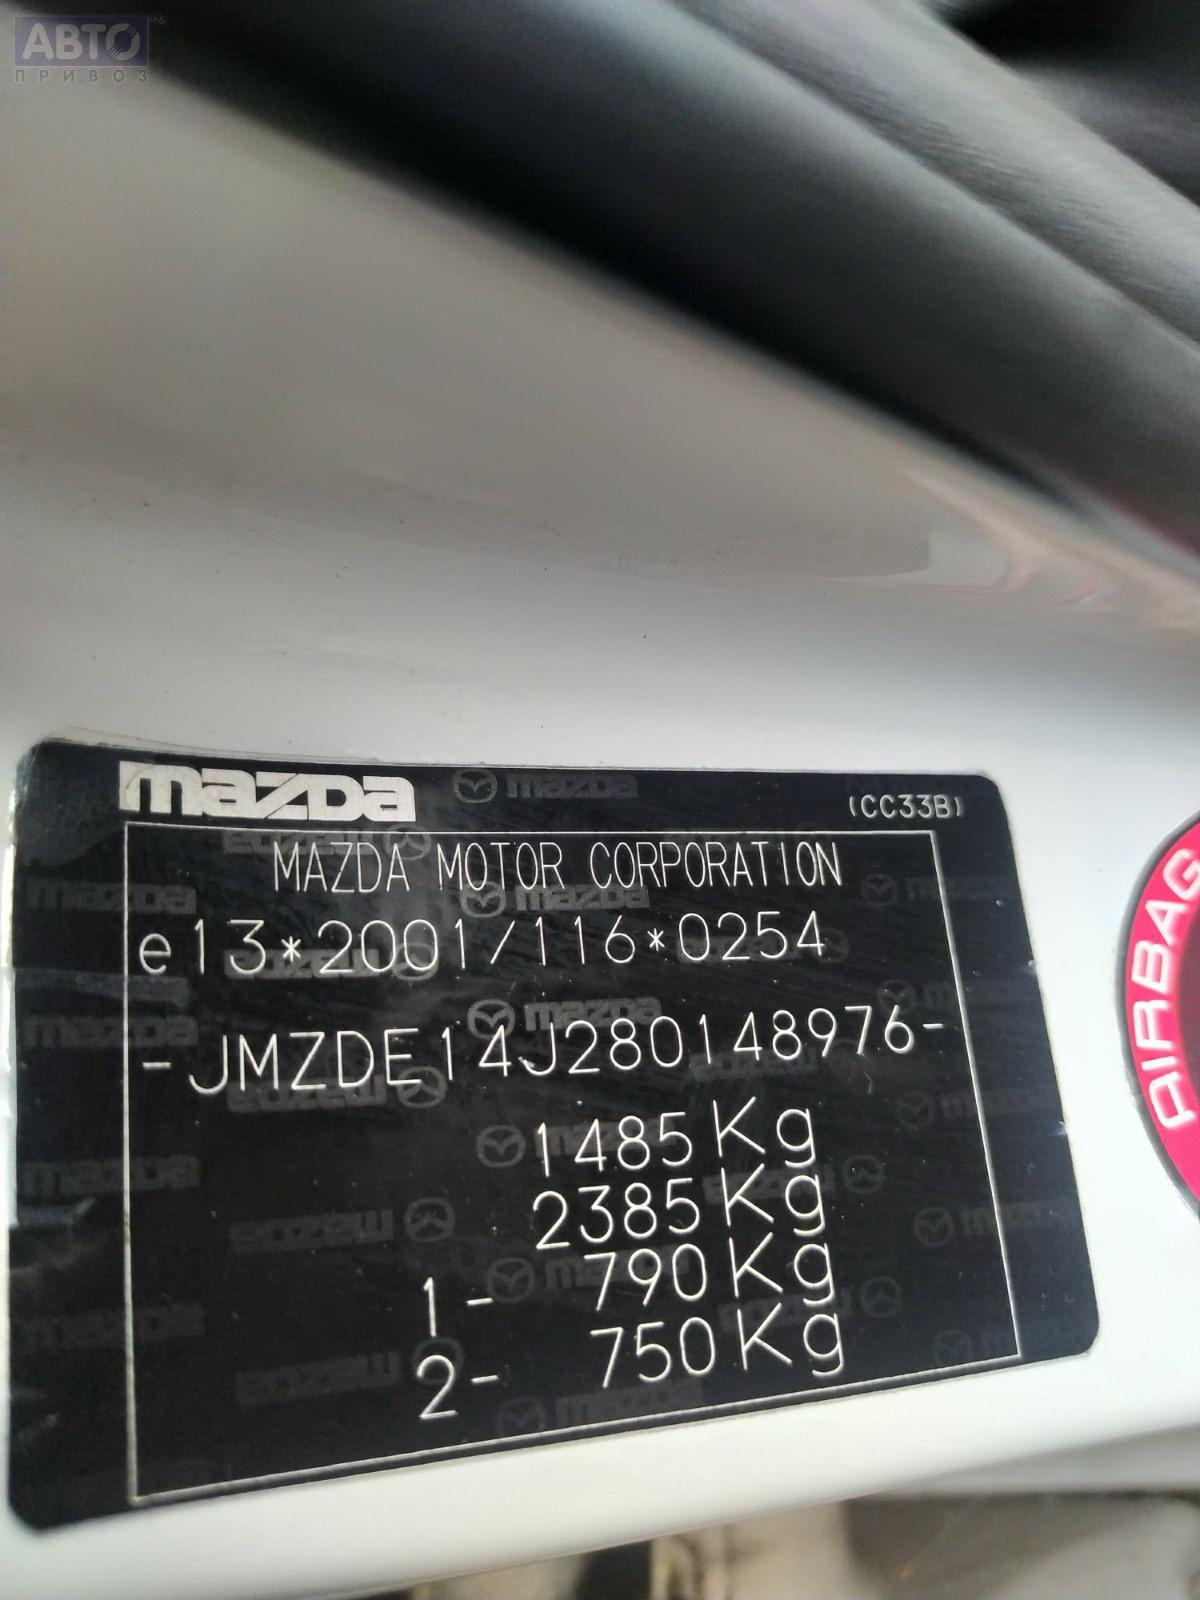 АВТО
ПРИВОЗ
mazda
(CC33B)
MAZDA MOTOR CORPORATION
e13*2001/116*0254
-JMZDE14J280148976-
1485Kg
2385Kg
1- 790Kg
2- 750Kg
AIRBAG